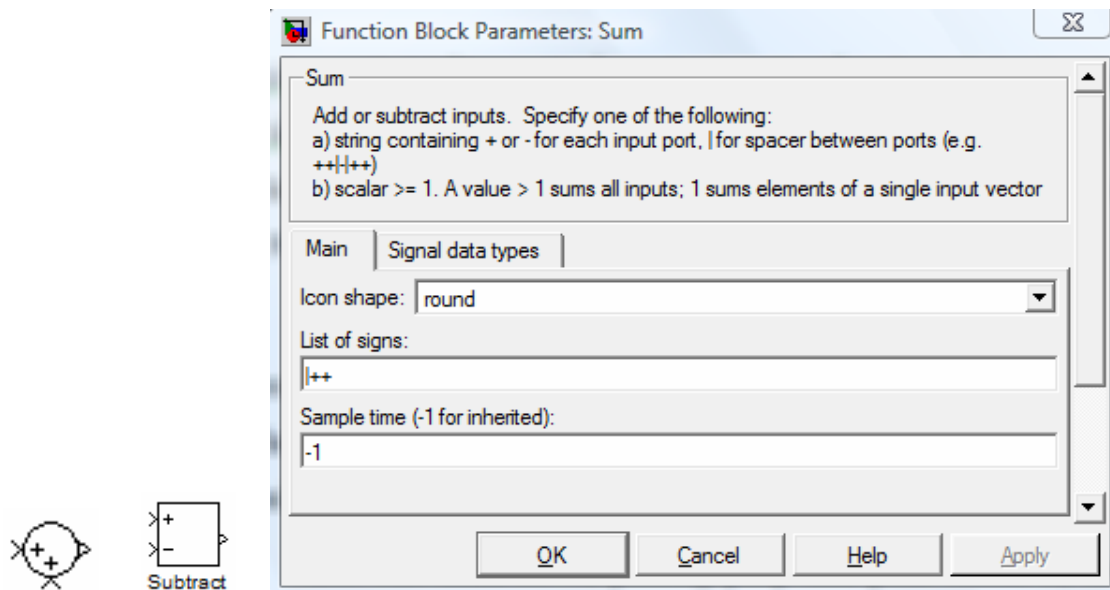 Function Block Parameters: Sum
Sum
Add or subtract inputs.  Specify one of the following:
a) string containing + or - for each input port, | for spacer between ports (e.g.
++|-|++)
b) scalar >= 1. A value > 1 sums all inputs; 1 sums elements of a single input vector
Main
Signal data types
Icon shape: round
List of signs:
|++
Sample time (-1 for inherited):
-1
OK
Cancel
Help
Apply
+
+
+
-
Subtract